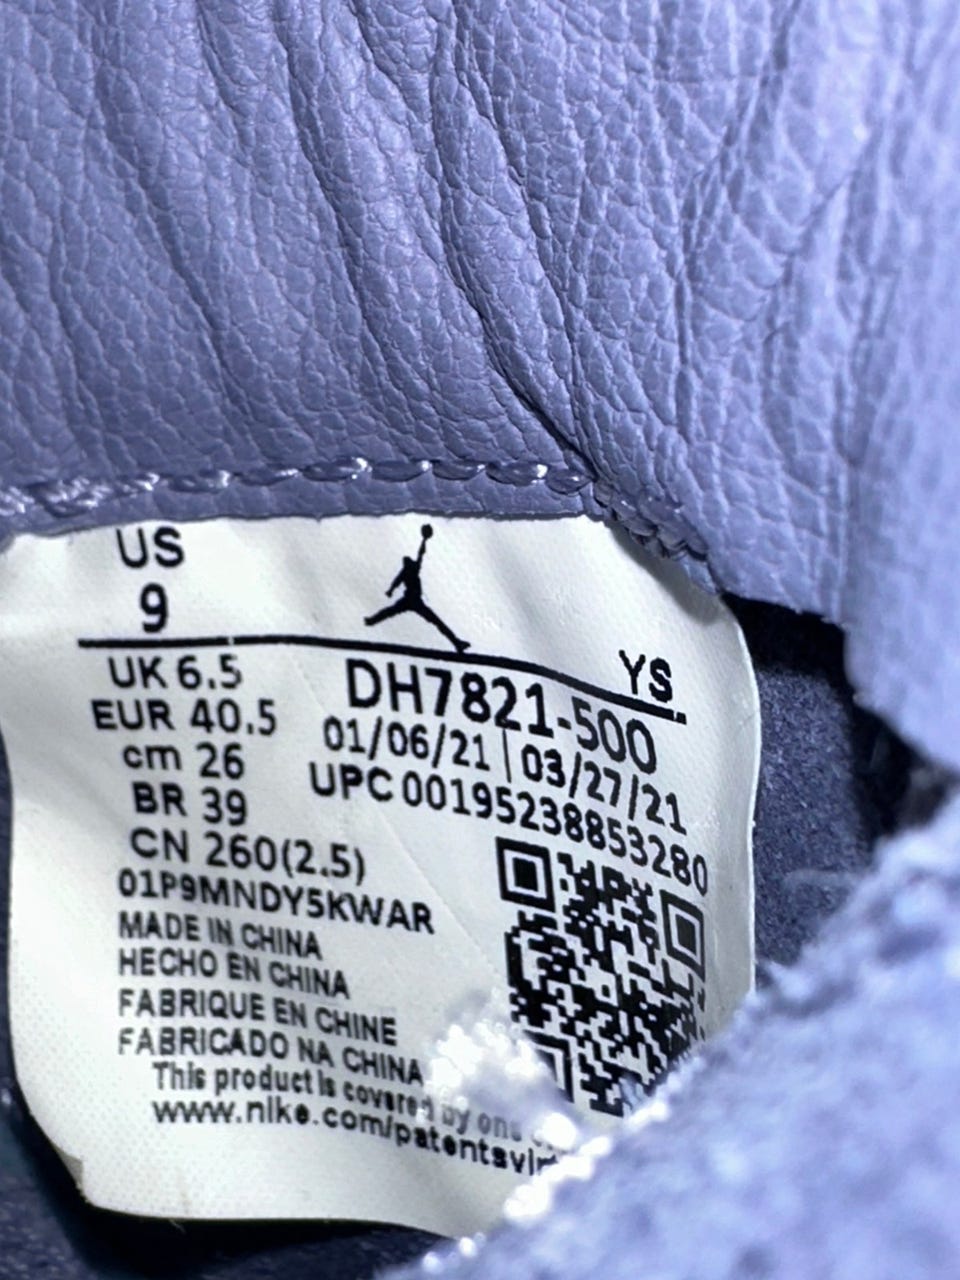 US
9
YS
UK 6.5
EUR 40.5
cm 26
BR 39
CN 260(2.5)
DH7821-500
01/06/21 | 03/27/21
UPC 00195238853280
01P9MNDY5KWAR
MADE IN CHINA
HECHO EN CHINA
FABRIQUE EN CHINE
FABRICADO NA CHINA
This product is covered by one
www.nike.com/patentsvir